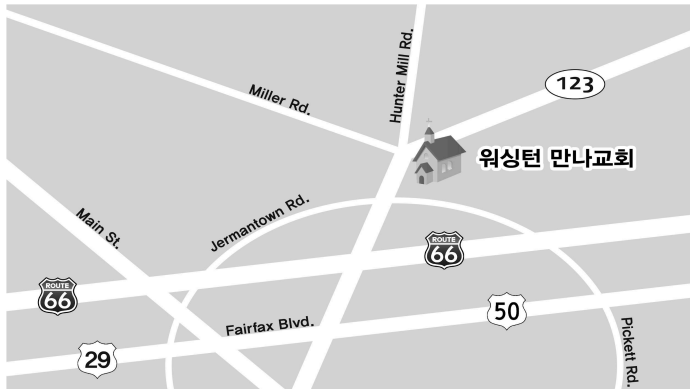 Hunter Mill Rd.
Miller Rd.
123
워싱턴 만나교회
Jermantown Rd.
Main St.
ROUTE
66
ROUTE
66
50
Fairfax Blvd.
29
Pickett Rd.